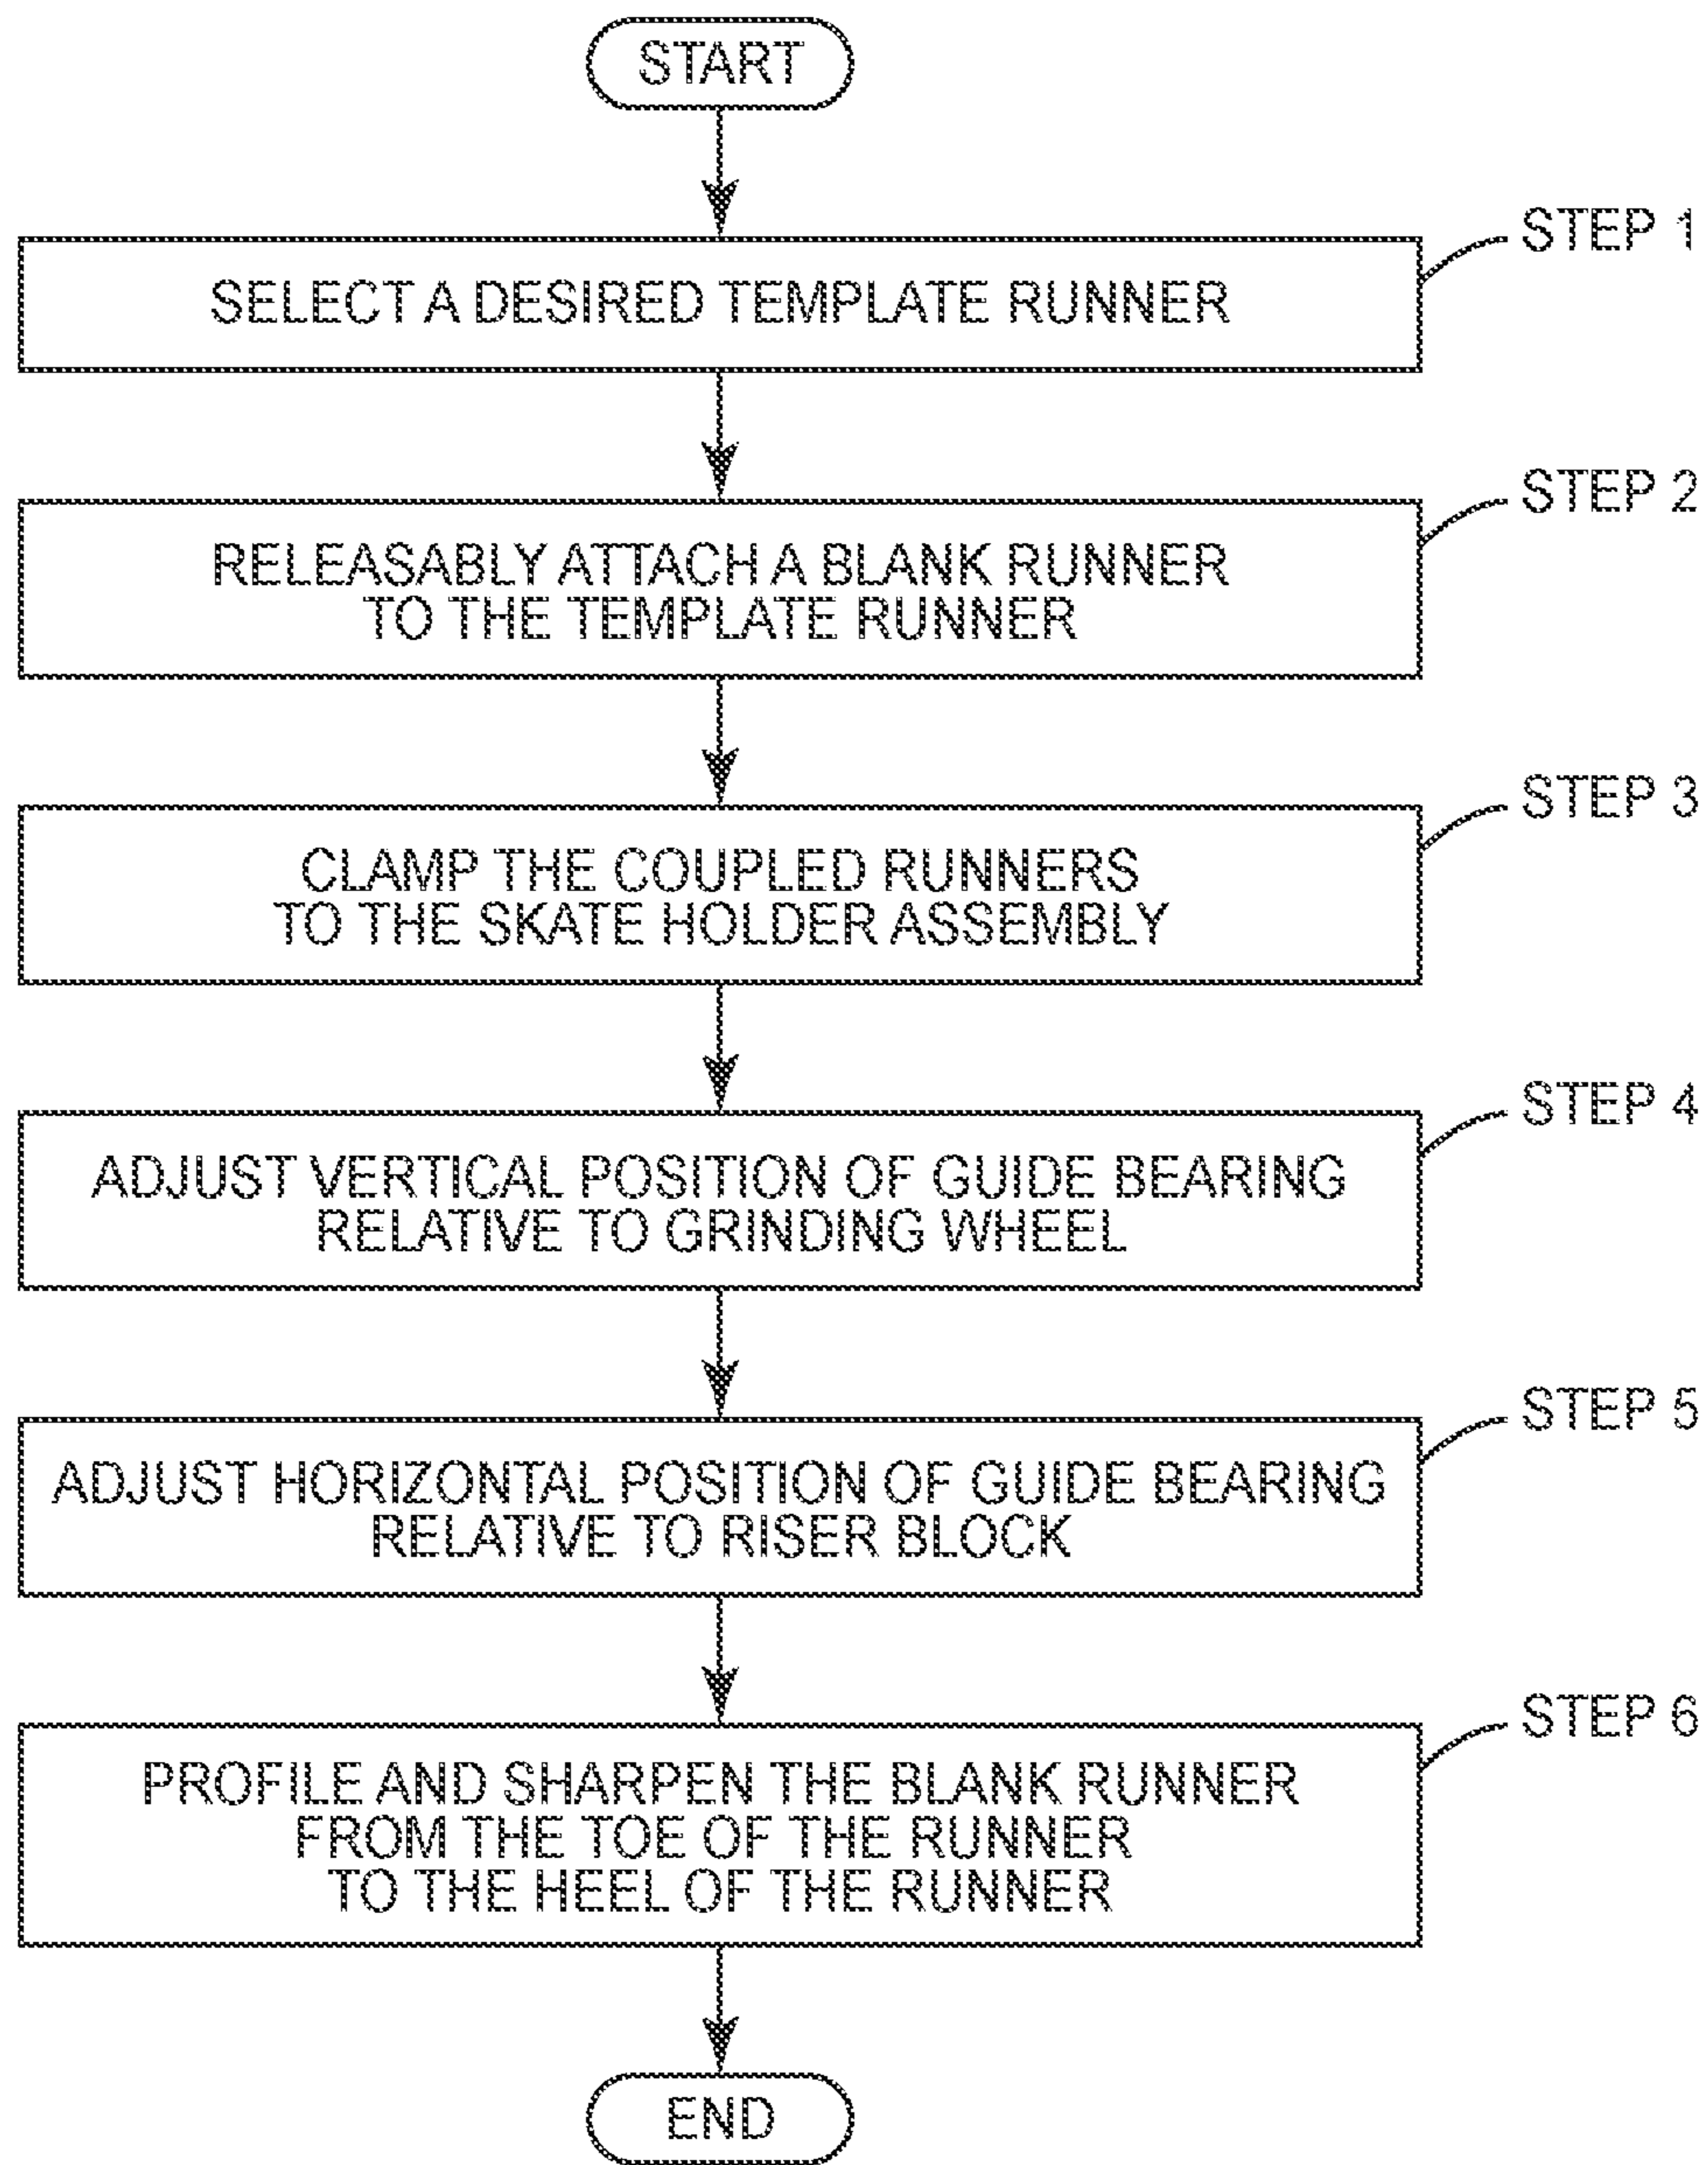 START
STEP 1
SELECT A DESIRED TEMPLATE RUNNER
STEP 2
RELEASABLY ATTACH A BLANK RUNNER
TO THE TEMPLATE RUNNER
STEP 3
CLAMP THE COUPLED RUNNERS
TO THE SKATE HOLDER ASSEMBLY
STEP 4
ADJUST VERTICAL POSITION OF GUIDE BEARING
RELATIVE TO GRINDING WHEEL
STEP 5
ADJUST HORIZONTAL POSITION OF GUIDE BEARING
RELATIVE TO RISER BLOCK
STEP 6
PROFILE AND SHARPEN THE BLANK RUNNER
FROM THE TOE OF THE RUNNER
TO THE HEEL OF THE RUNNER
END